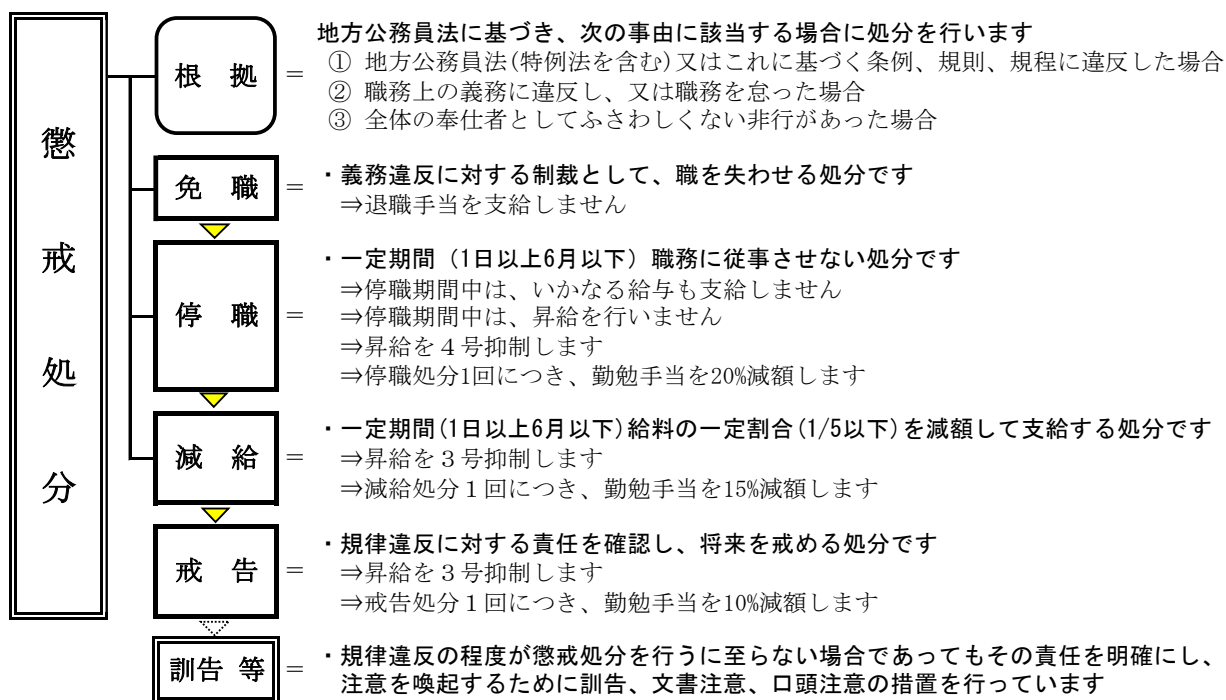 懲戒処分
根 拠
=
地方公務員法に基づき、次の事由に該当する場合に処分を行います
① 地方公務員法(特例法を含む)又はこれに基づく条例、規則、規程に違反した場合
② 職務上の義務に違反し、又は職務を怠った場合
③ 全体の奉仕者としてふさわしくない非行があった場合
免 職
=
・義務違反に対する制裁として、職を失わせる処分です
⇒退職手当を支給しません
停 職
=
・一定期間（1日以上6月以下）職務に従事させない処分です
⇒停職期間中は、いかなる給与も支給しません
⇒停職期間中は、昇給を行いません
⇒昇給を４号抑制します
⇒停職処分1回につき、勤勉手当を20%減額します
減 給
=
・一定期間(1日以上6月以下)給料の一定割合(1/5以下)を減額して支給する処分です
⇒昇給を３号抑制します
⇒減給処分１回につき、勤勉手当を15%減額します
戒 告
=
・規律違反に対する責任を確認し、将来を戒める処分です
⇒昇給を３号抑制します
⇒戒告処分１回につき、勤勉手当を10%減額します
訓告 等
=
・規律違反の程度が懲戒処分を行うに至らない場合であってもその責任を明確にし、
注意を喚起するために訓告、文書注意、口頭注意の措置を行っています